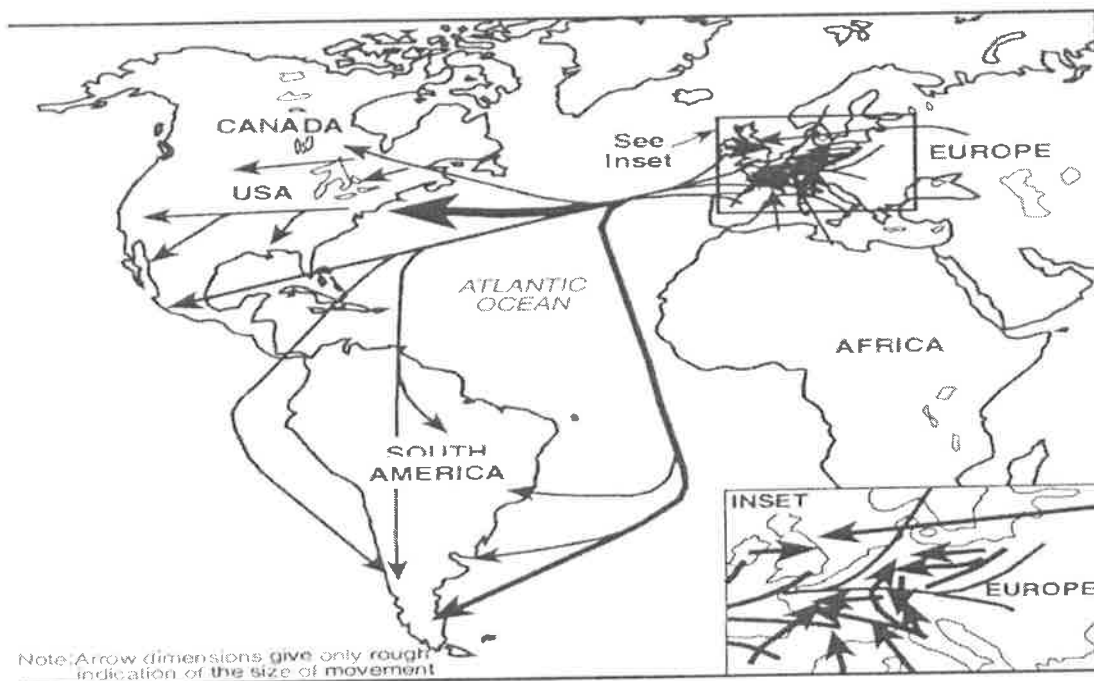 CANADA
See
Inset
EUROPE
USA
ATLANTIC
OCEAN
AFRICA
SOUTH
AMERICA
INSET
EUROPE
Note:Arrow dimensions give only rough
indication of the size of movement